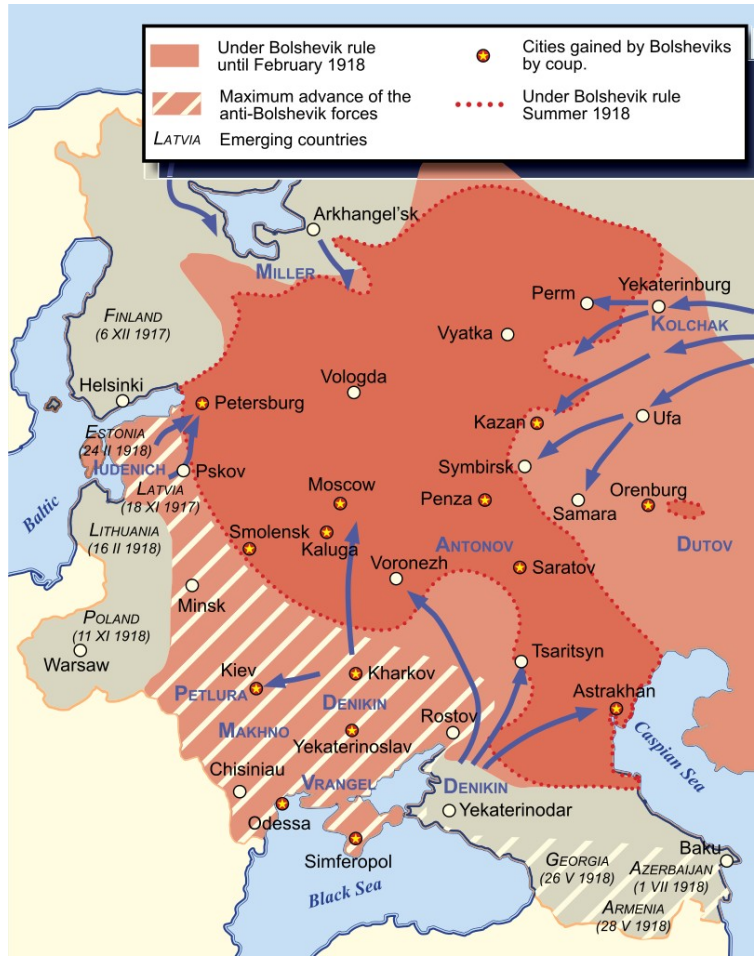 Under Bolshevik rule
until February 1918
Cities gained by Bolsheviks
by coup.
Maximum advance of the
anti-Bolshevik forces
Under Bolshevik rule
Summer 1918
LATVIA Emerging countries
Arkhangel'sk
MILLER
Yekaterinburg
Perm
KOLCHAK
FINLAND
(6 XII 1917)
Vyatka
Helsinki
Vologda
Petersburg
Kazan
Ufa
ESTONIA
(24 II 1918)
IUDENICH
Pskov
Symbirsk
LATVIA
(18 XI 1917)
Baltic
Moscow
Penza
Orenburg
Samara
LITHUANIA
(16 II 1918)
Smolensk
Kaluga
ANTONOV
DUTOV
Voronezh
Saratov
Minsk
POLAND
(11 XI 1918)
Warsaw
Tsaritsyn
Kiev
Kharkov
PETLURA
DENIKIN
Astrakhan
MAKHNO
Rostov
Yekaterinoslav
Caspian Sea
Chisiniau
VRANGEL
DENIKIN
Odessa
Yekaterinodar
Simferopol
Baku
GEORGIA
(26 V 1918)
AZERBAIJAN
(1 VII 1918)
Black Sea
ARMENIA
(28 V 1918)